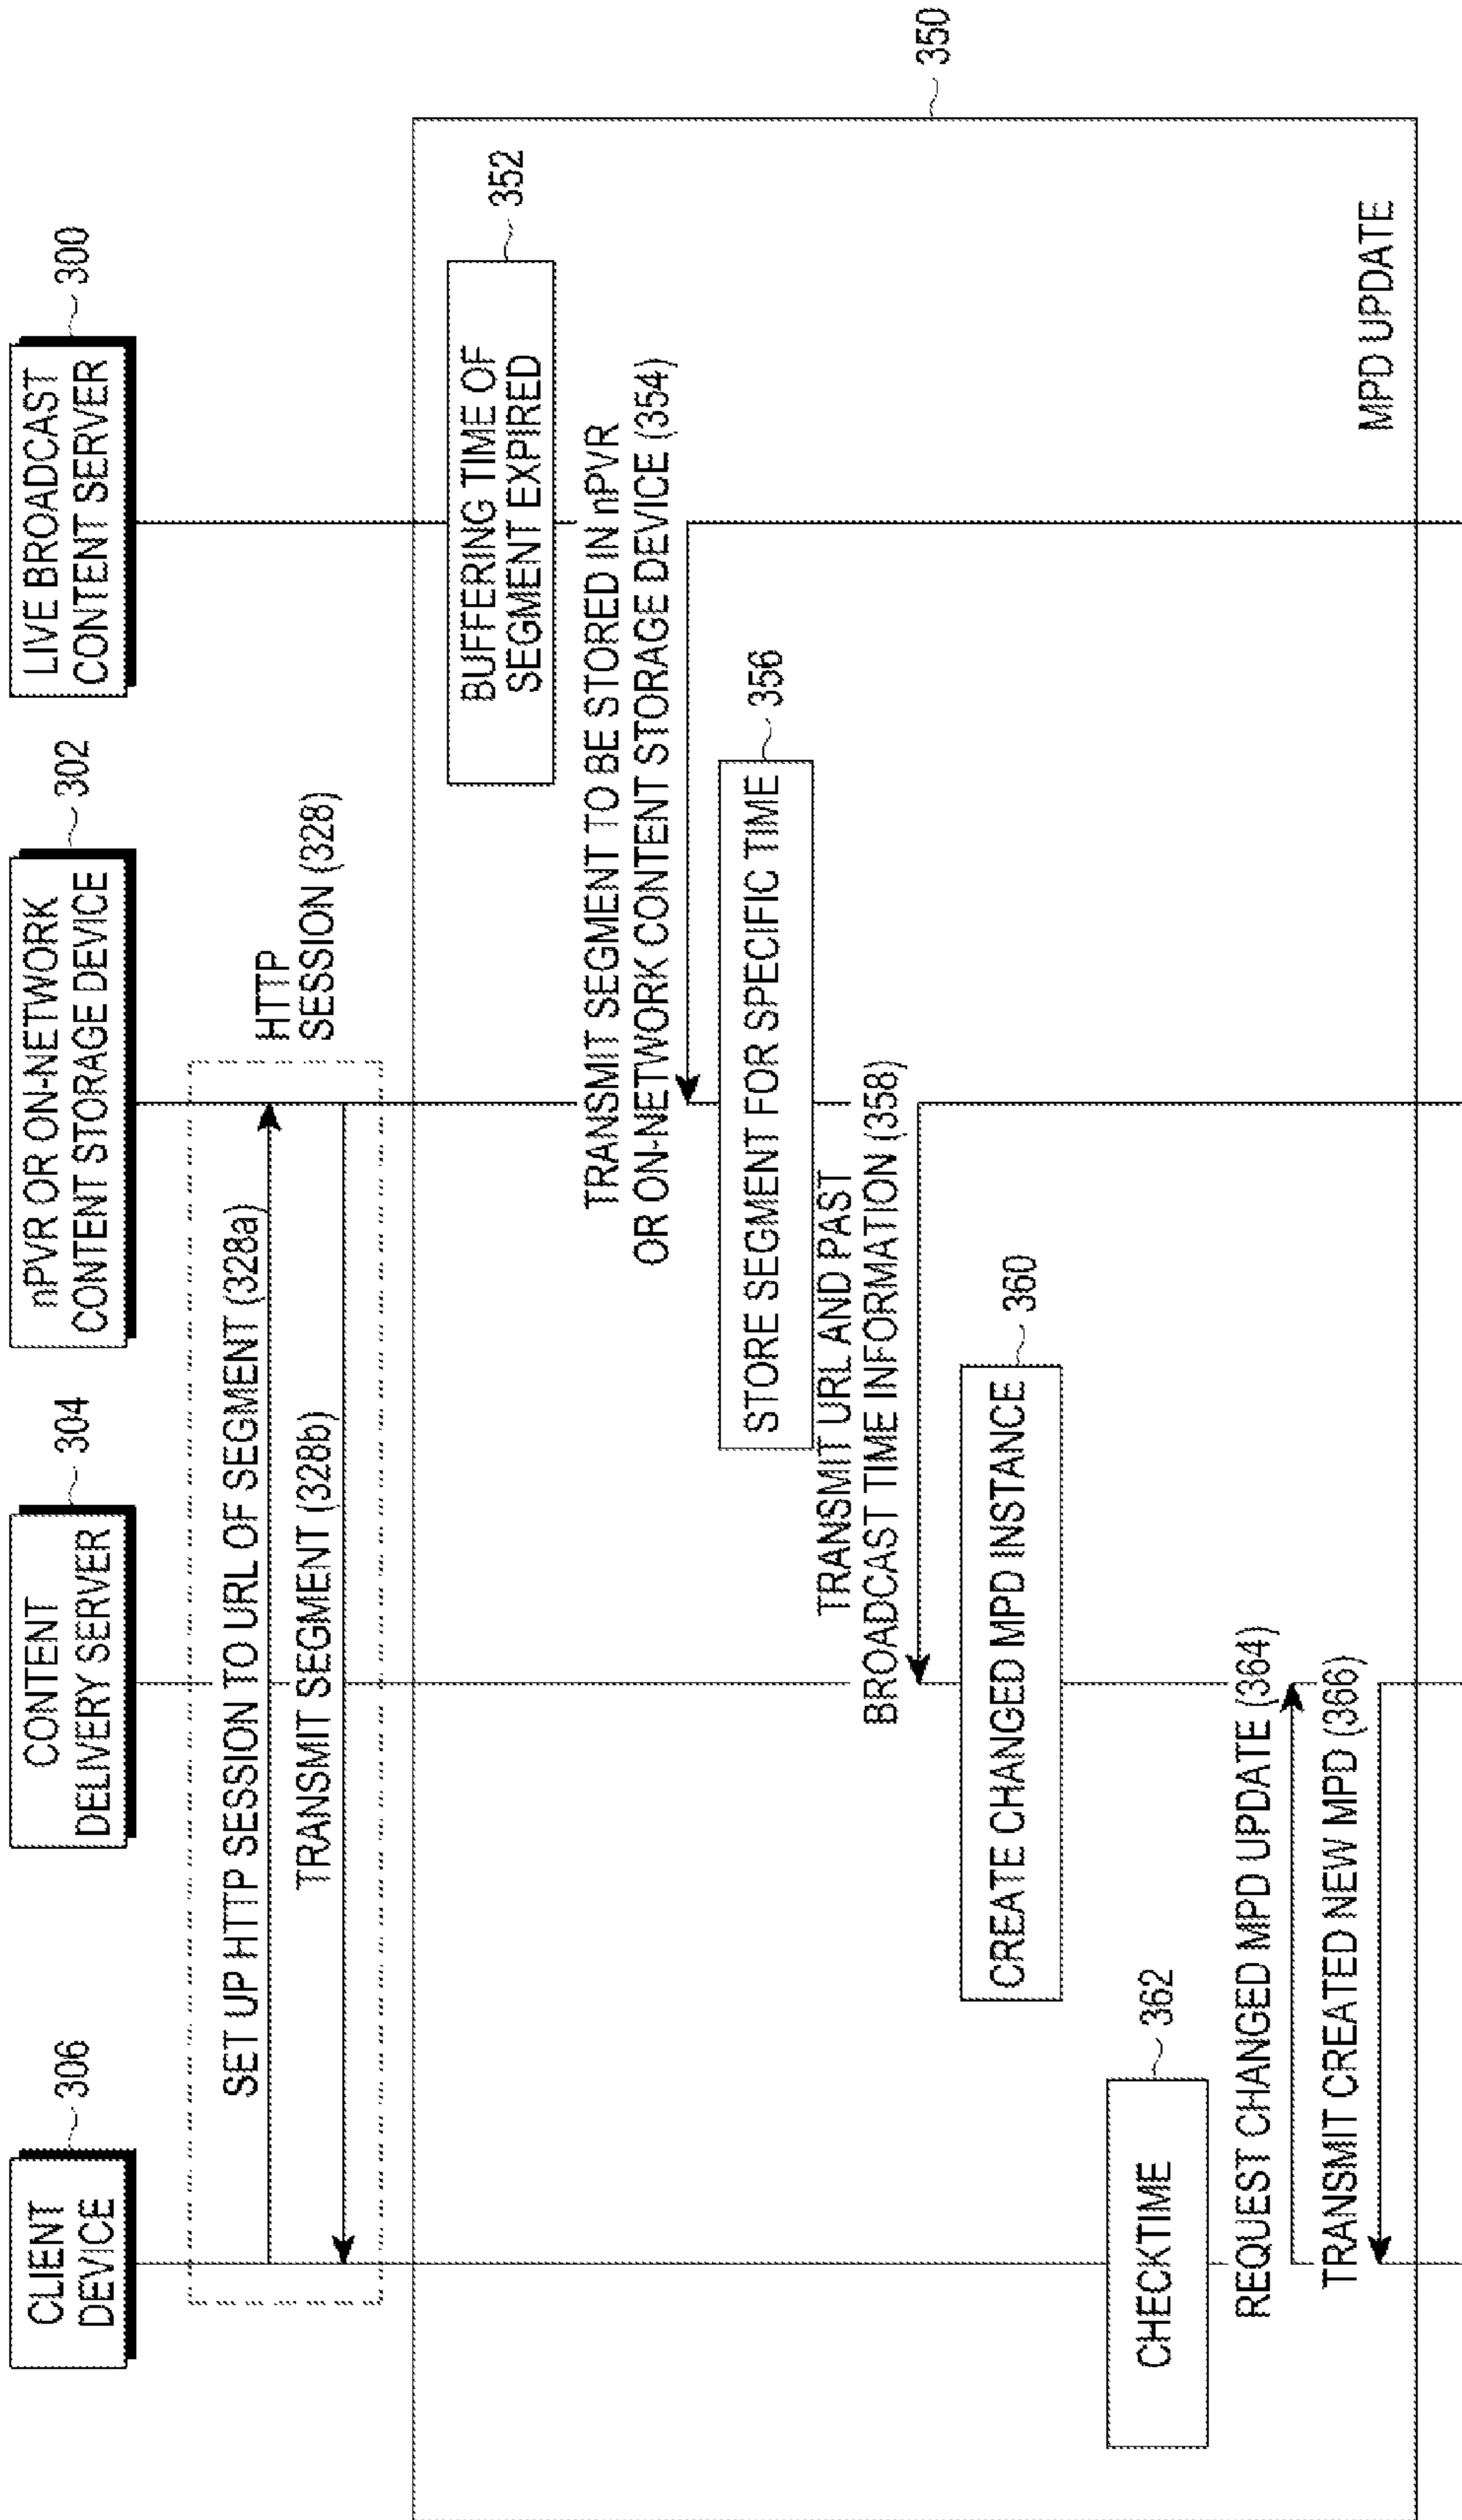 CLIENT
DEVICE
306
CONTENT
DELIVERY SERVER
304
nPVR OR ON-NETWORK
CONTENT STORAGE DEVICE
302
LIVE BROADCAST
CONTENT SERVER
300
SET UP HTTP SESSION TO URL OF SEGMENT (328a)
TRANSMIT SEGMENT (328b)
HTTP
SESSION (328)
350
BUFFERING TIME OF
SEGMENT EXPIRED
352
TRANSMIT SEGMENT TO BE STORED IN nPVR
OR ON-NETWORK CONTENT STORAGE DEVICE (354)
STORE SEGMENT FOR SPECIFIC TIME
356
TRANSMIT URL AND PAST
BROADCAST TIME INFORMATION (358)
CREATE CHANGED MPD INSTANCE
360
CHECKTIME
362
REQUEST CHANGED MPD UPDATE (364)
TRANSMIT CREATED NEW MPD (366)
MPD UPDATE